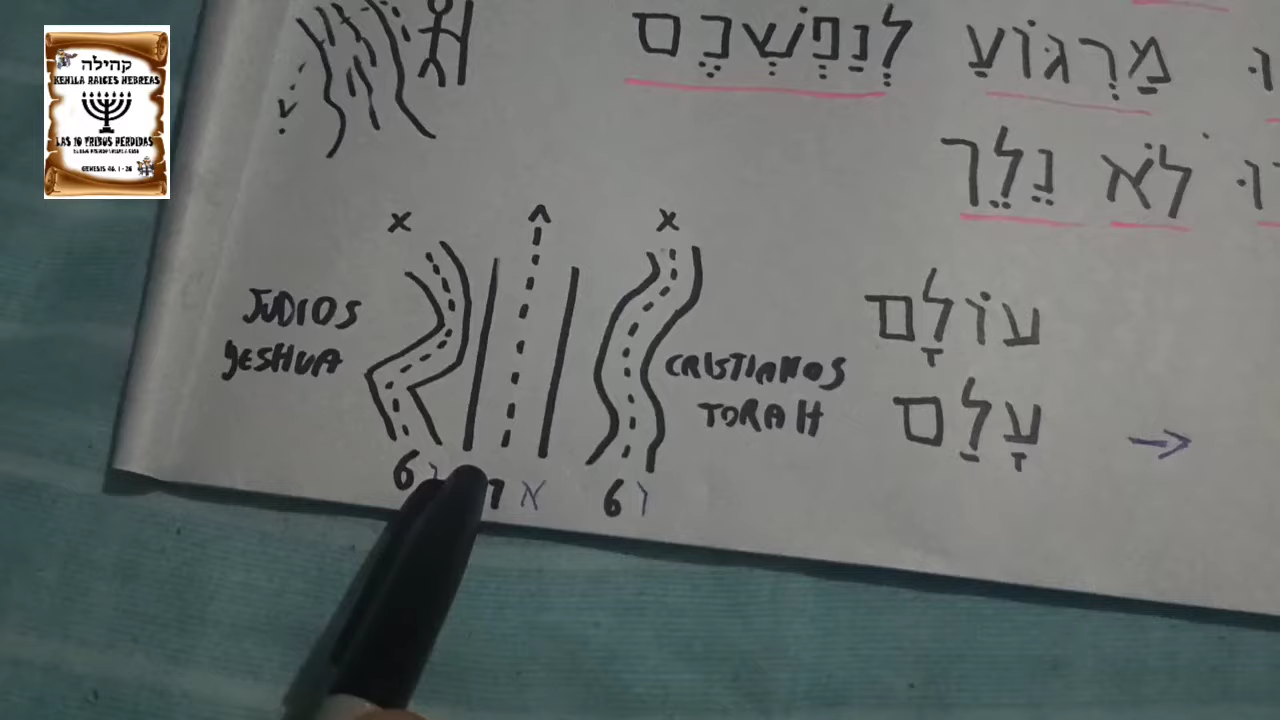 קהילה
KEHILA RAICES HEBREAS
LAS 10 TRIBUS PERDIDAS
GENESIS 46. 1 - 26
מַרְגּוֹעַ לְנַפְשְׁכֶם
לֹא נֵלֵךְ
X
X
JUDIOS
YESHUA
CRISTIANOS
TORAH
6
א
6 ו
עוֹלָם
עָלַם